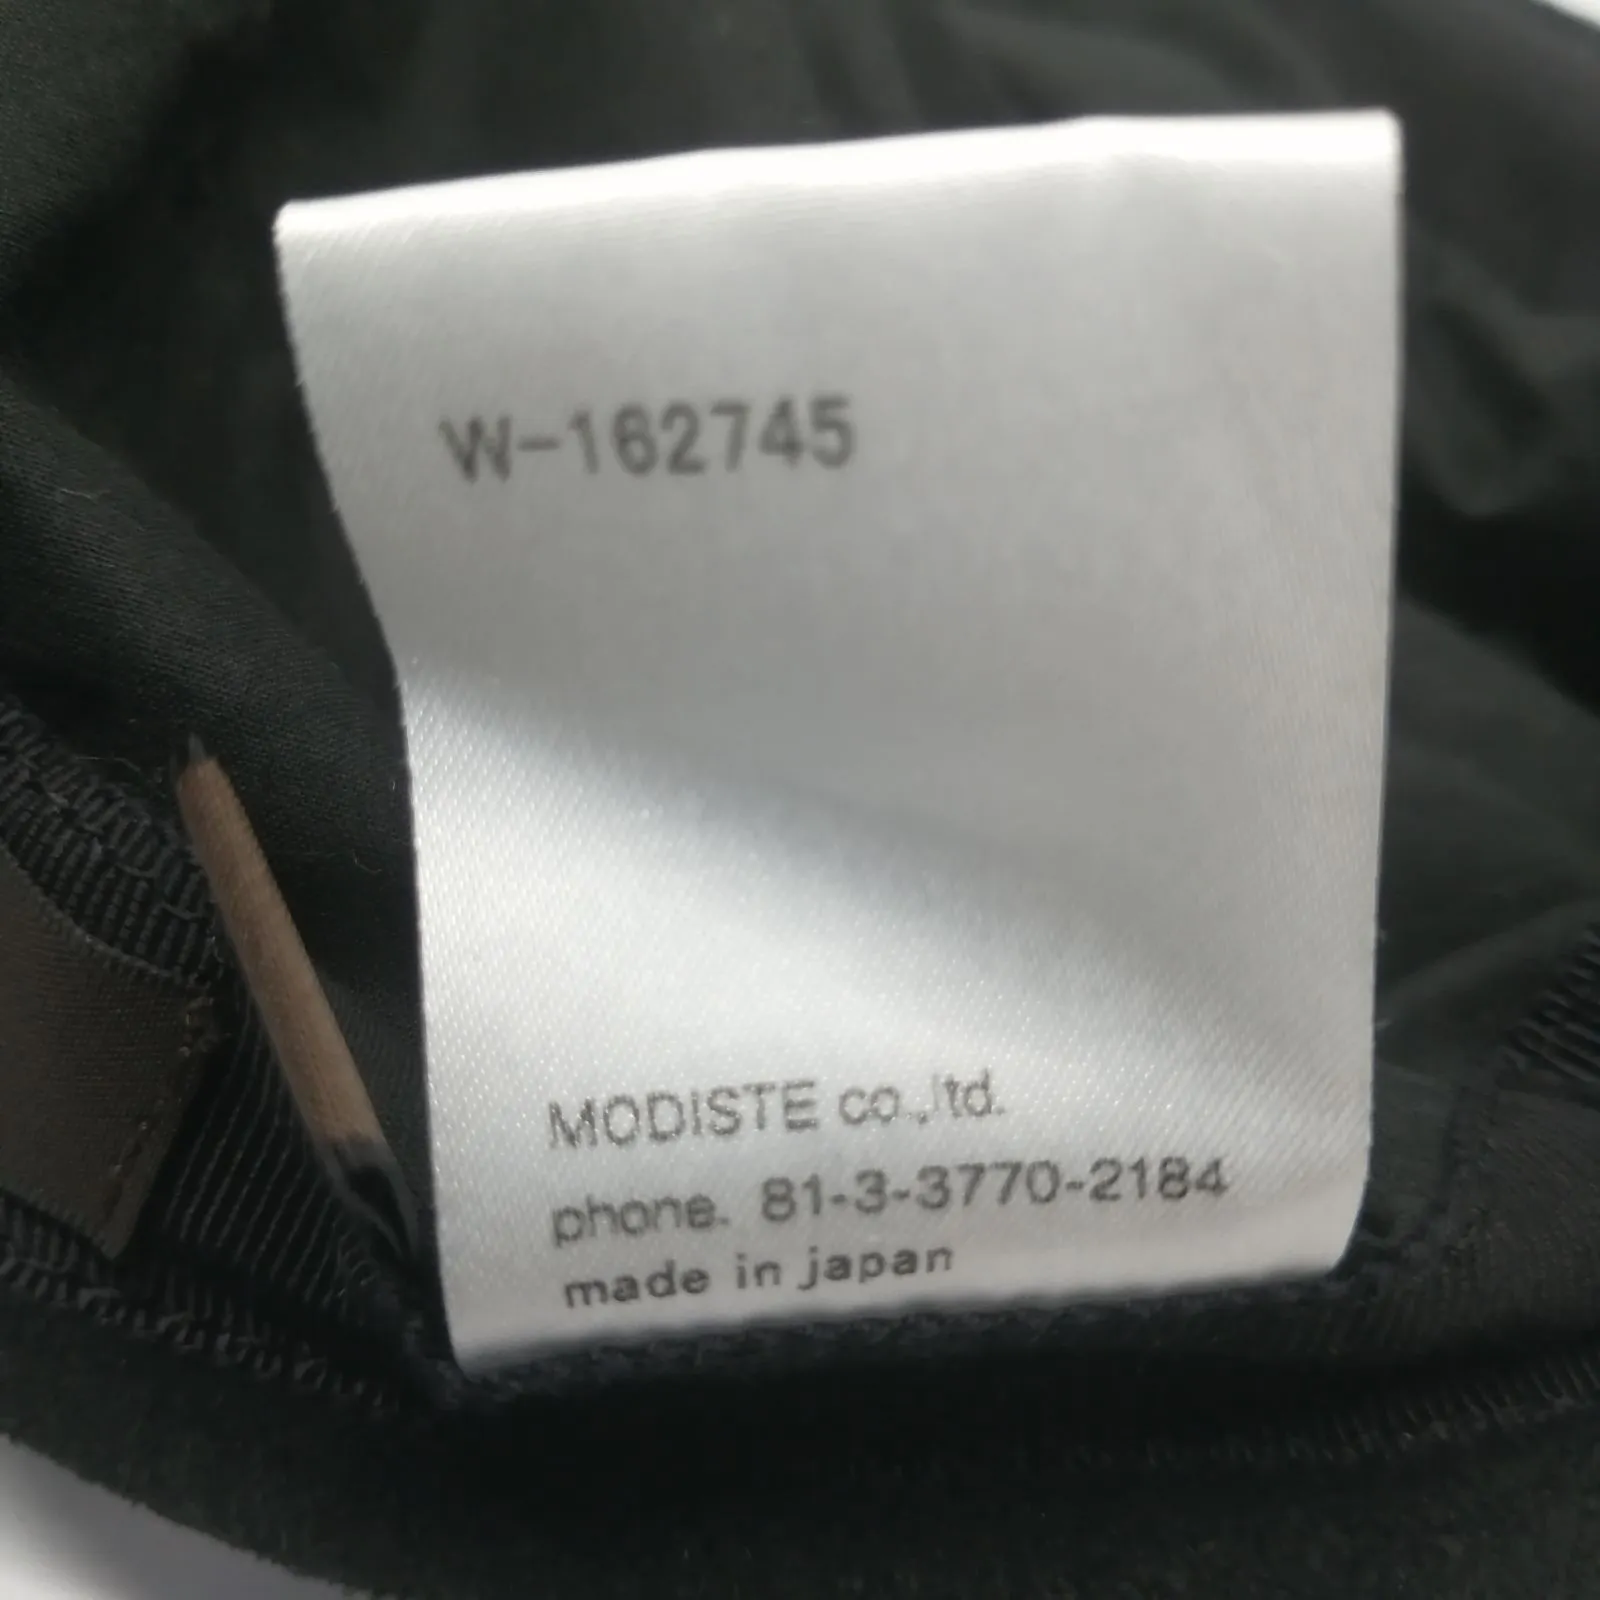 W-162745
MODISTE co.,ltd.
phone. 81-3-3770-2184
made in japan